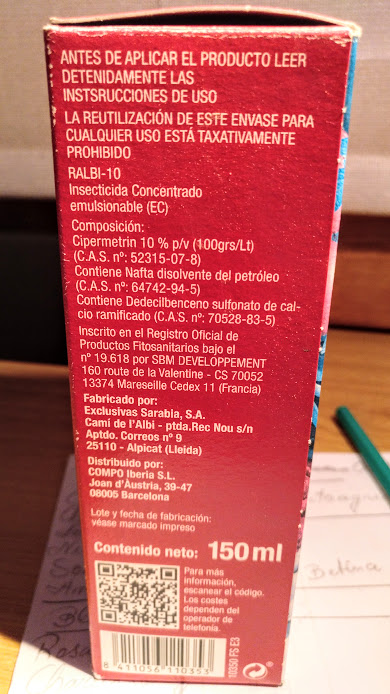 ANTES DE APLICAR EL PRODUCTO LEER
DETENIDAMENTE LAS
INSTSRUCCIONES DE USO
LA REUTILIZACIÓN DE ESTE ENVASE PARA
CUALQUIER USO ESTÁ TAXATIVAMENTE
PROHIBIDO
RALBI-10
Insecticida Concentrado
emulsionable (EC)
Composición:
Cipermetrin 10 % p/v (100grs/Lt)
(C.A.S. nº: 52315-07-8)
Contiene Nafta disolvente del petróleo
(C.A.S. nº: 64742-94-5)
Contiene Dedecilbenceno sulfonato de cal-
cio ramificado (C.A.S. nº: 70528-83-5)
Inscrito en el Registro Oficial de
Productos Fitosanitarios bajo el
nº 19.618 por SBM DEVELOPPEMENT
160 route de la Valentine - CS 70052
13374 Mareseille Cedex 11 (Francia)
Fabricado por:
Exclusivas Sarabia, S.A.
Camí de l'Albi - ptda.Rec Nou s/n
Aptdo. Correos nº 9
25110 - Alpicat (Lleida)
Distribuido por:
COMPO Iberia S.L.
Joan d'Àustria, 39-47
08005 Barcelona
Lote y fecha de fabricación:
véase marcado impreso
Contenido neto: 150 ml
Para más
información,
escanear el código.
Los costes
dependen del
operador de
telefonía.
8 411056 110353
10350 FS E3